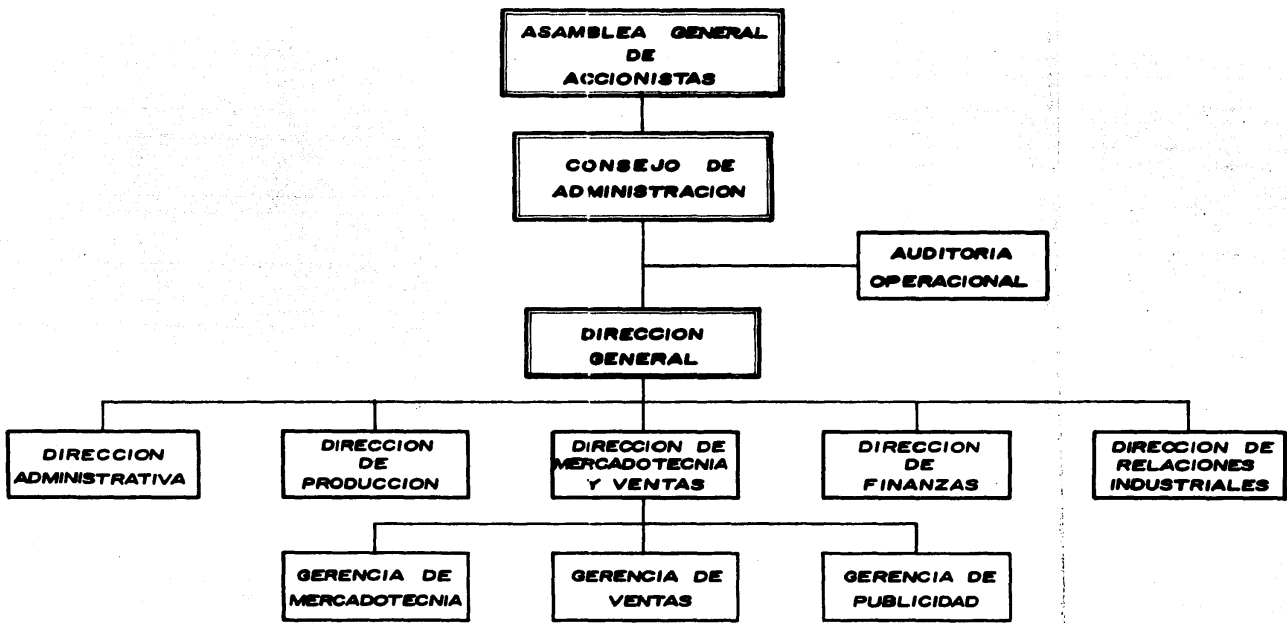 ASAMBLEA GENERAL
DE
ACCIONISTAS
CONSEJO DE
ADMINISTRACION
AUDITORIA
OPERACIONAL
DIRECCION
GENERAL
DIRECCION
ADMINISTRATIVA
DIRECCION
DE
PRODUCCION
DIRECCION DE
MERCADOTECNIA
Y VENTAS
DIRECCION
DE
FINANZAS
DIRECCION DE
RELACIONES
INDUSTRIALES
GERENCIA DE
MERCADOTECNIA
GERENCIA DE
VENTAS
GERENCIA DE
PUBLICIDAD